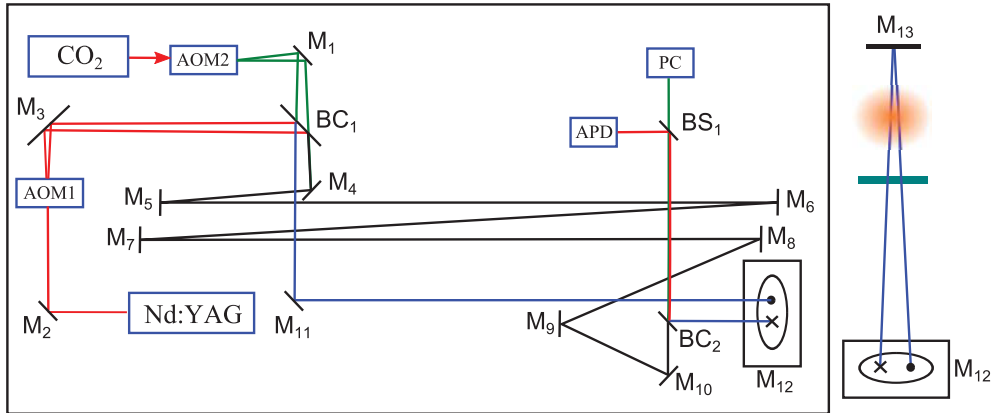 M1
CO2
AOM2
M13
PC
M3
BC1
BS1
APD
AOM1
M4
M5
M6
M7
M8
Nd:YAG
M2
M11
M9
BC2
M12
M10
M12